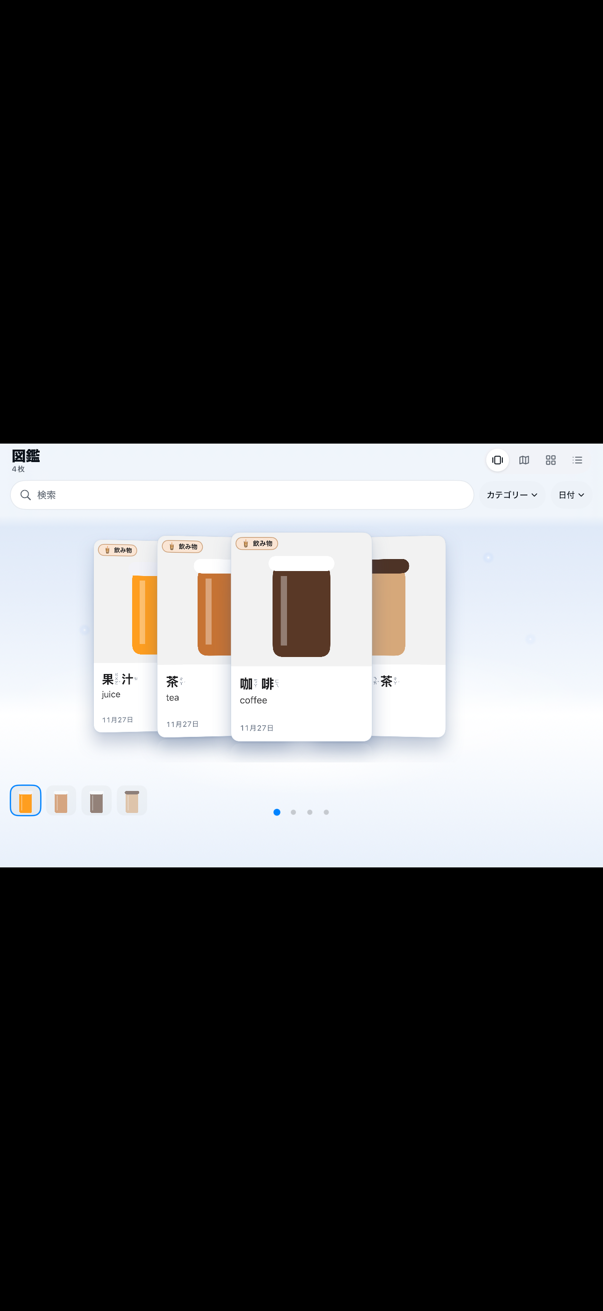 図鑑
4枚
検索
カテゴリー
日付
飲み物
果汁
juice
11月27日
飲み物
茶
tea
11月27日
飲み物
咖啡
coffee
11月27日
茶